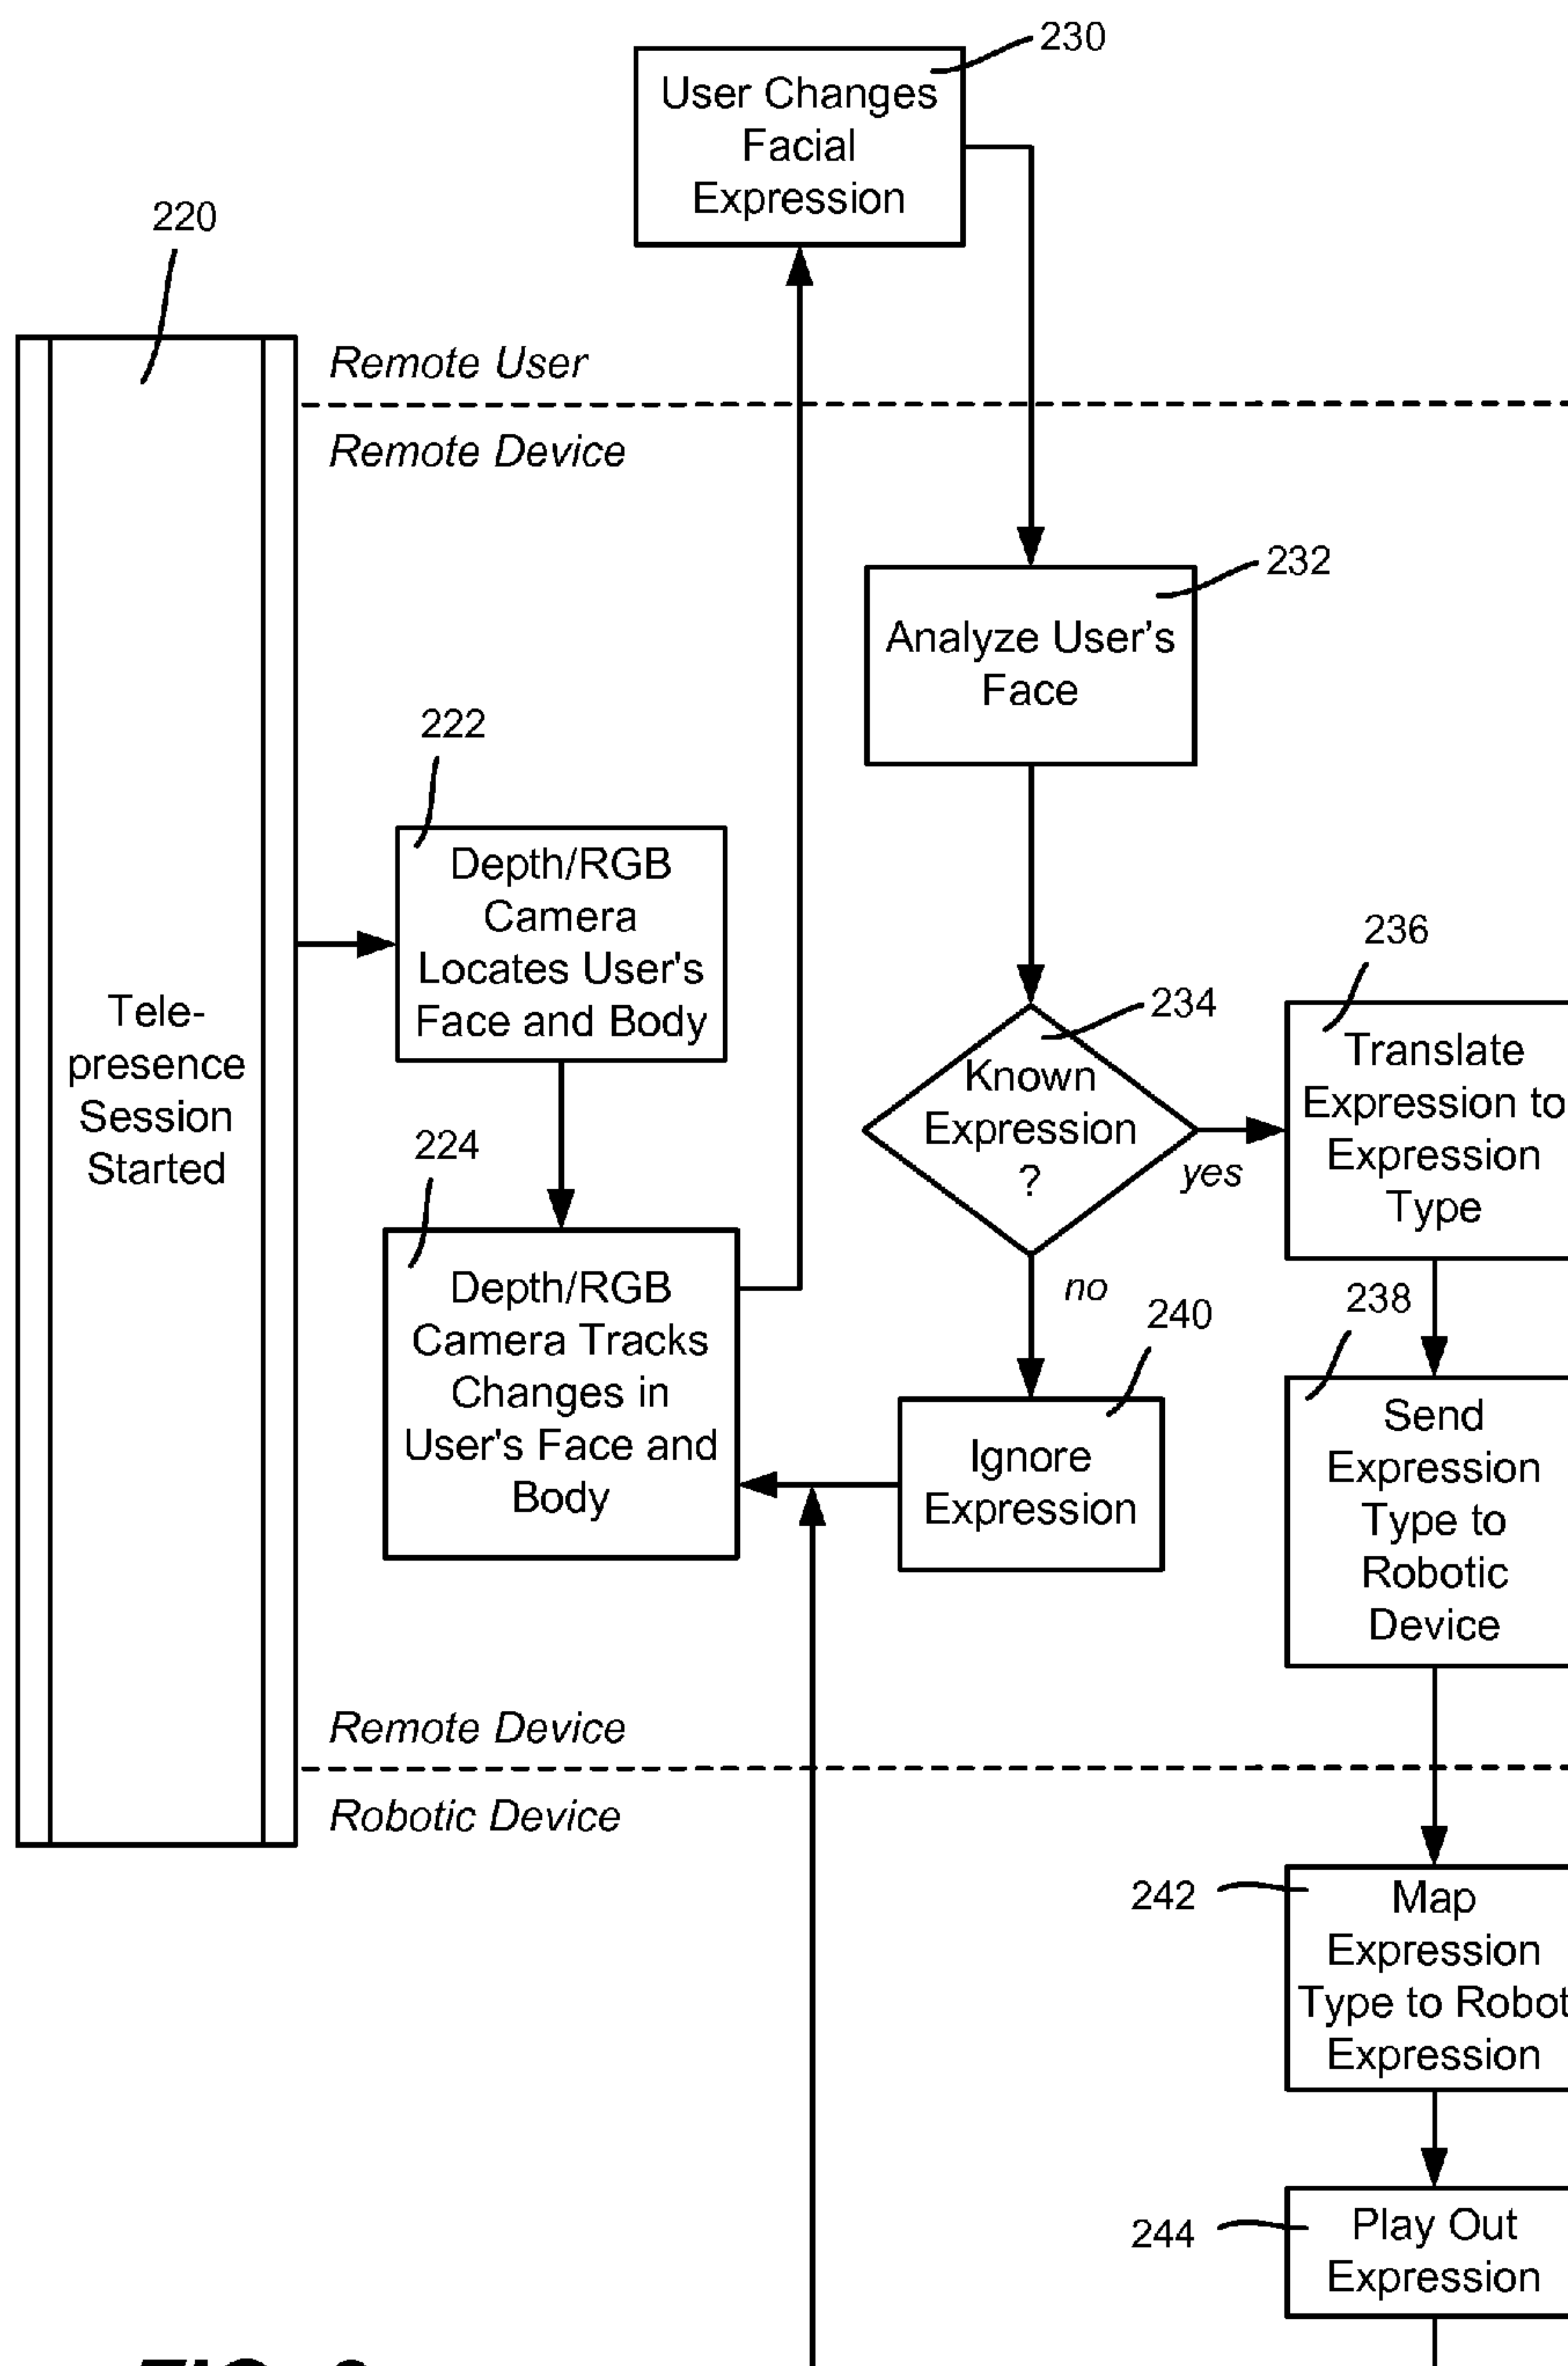 230
User Changes
Facial
Expression
220
Remote User
Remote Device
232
Analyze User's
Face
222
Depth/RGB
Camera
Locates User's
Face and Body
236
234
Known
Expression
?
yes
Translate
Expression to
Expression
Type
Tele-
presence
Session
Started
224
Depth/RGB
Camera Tracks
Changes in
User's Face and
Body
no
240
Ignore
Expression
238
Send
Expression
Type to
Robotic
Device
Remote Device
Robotic Device
242
Map
Expression
Type to Robot
Expression
244
Play Out
Expression